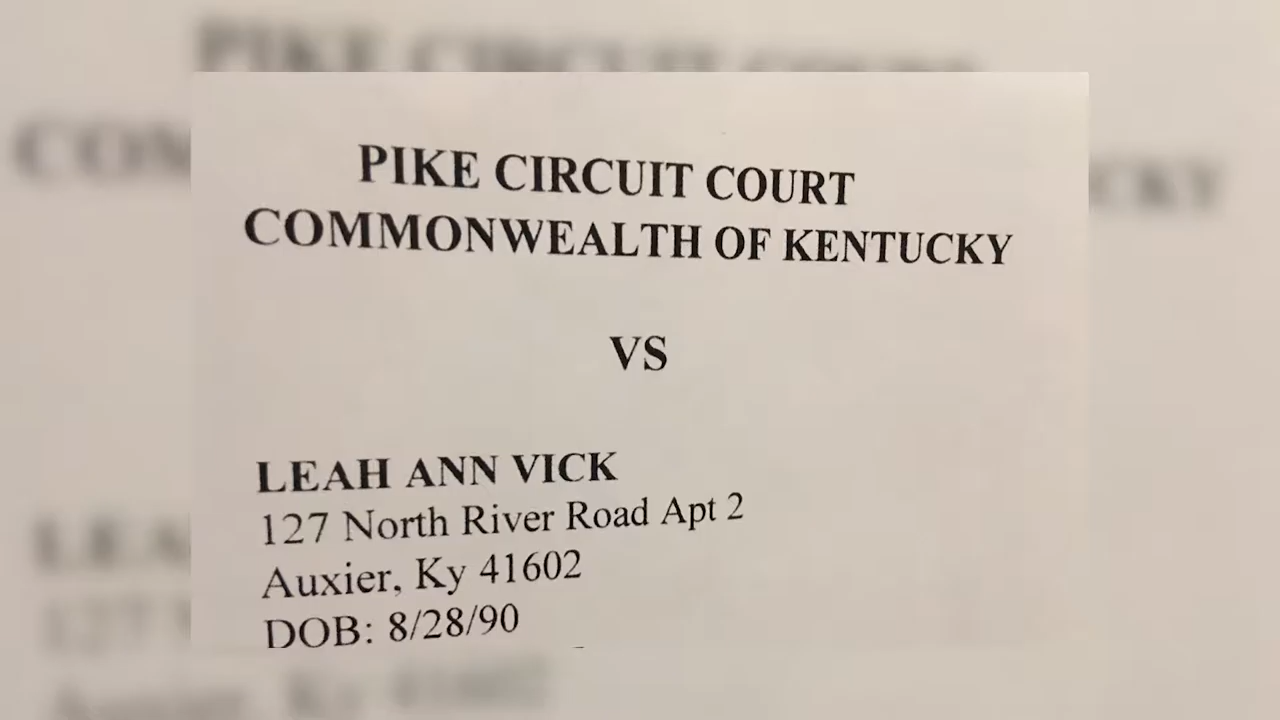 PIKE CIRCUIT COURT
COMMONWEALTH OF KENTUCKY
VS
LEAH ANN VICK
127 North River Road Apt 2
Auxier, Ky 41602
DOB: 8/28/90